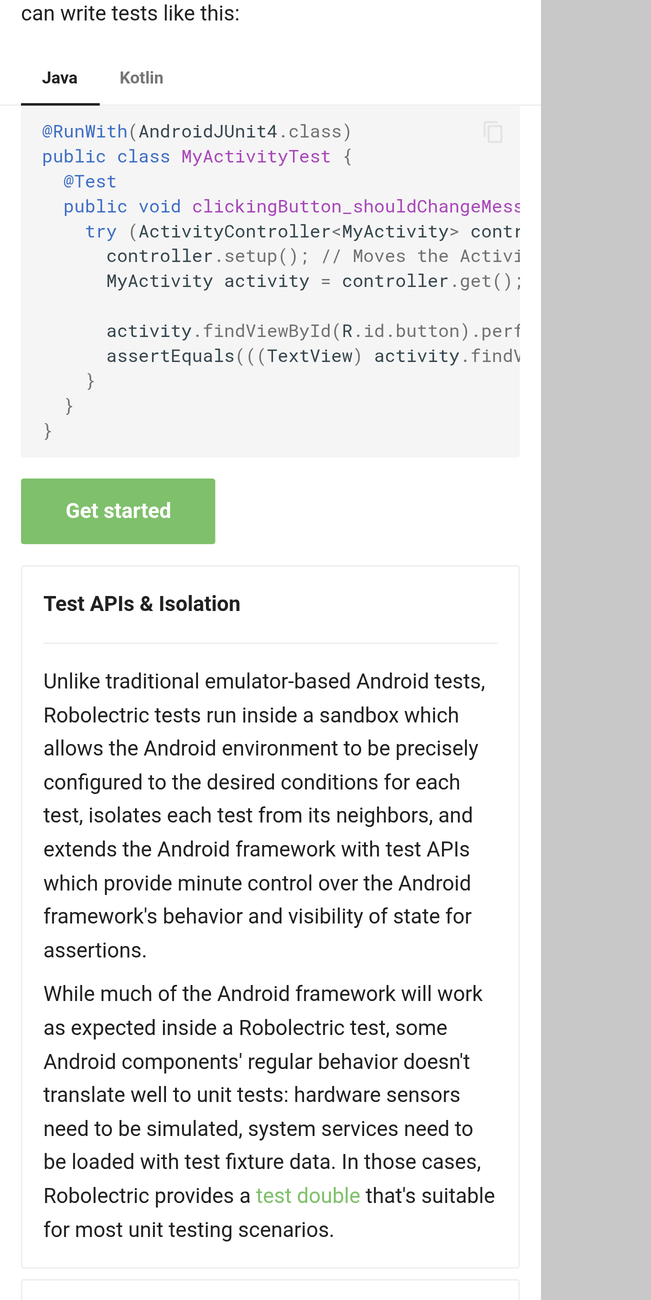 can write tests like this:
Java Kotlin
@RunWith(AndroidJUnit4.class)
public class MyActivityTest {
@Test
public void clickingButton_shouldChangeMess
try (ActivityController<MyActivity> contr
controller.setup(); // Moves the Activi
MyActivity activity = controller.get();
activity.findViewById(R.id.button).perf
assertEquals(((TextView) activity.findV
}
}
}
Get started
Test APIs & Isolation
Unlike traditional emulator-based Android tests,
Robolectric tests run inside a sandbox which
allows the Android environment to be precisely
configured to the desired conditions for each
test, isolates each test from its neighbors, and
extends the Android framework with test APIs
which provide minute control over the Android
framework's behavior and visibility of state for
assertions.
While much of the Android framework will work
as expected inside a Robolectric test, some
Android components' regular behavior doesn't
translate well to unit tests: hardware sensors
need to be simulated, system services need to
be loaded with test fixture data. In those cases,
Robolectric provides a test double that's suitable
for most unit testing scenarios.